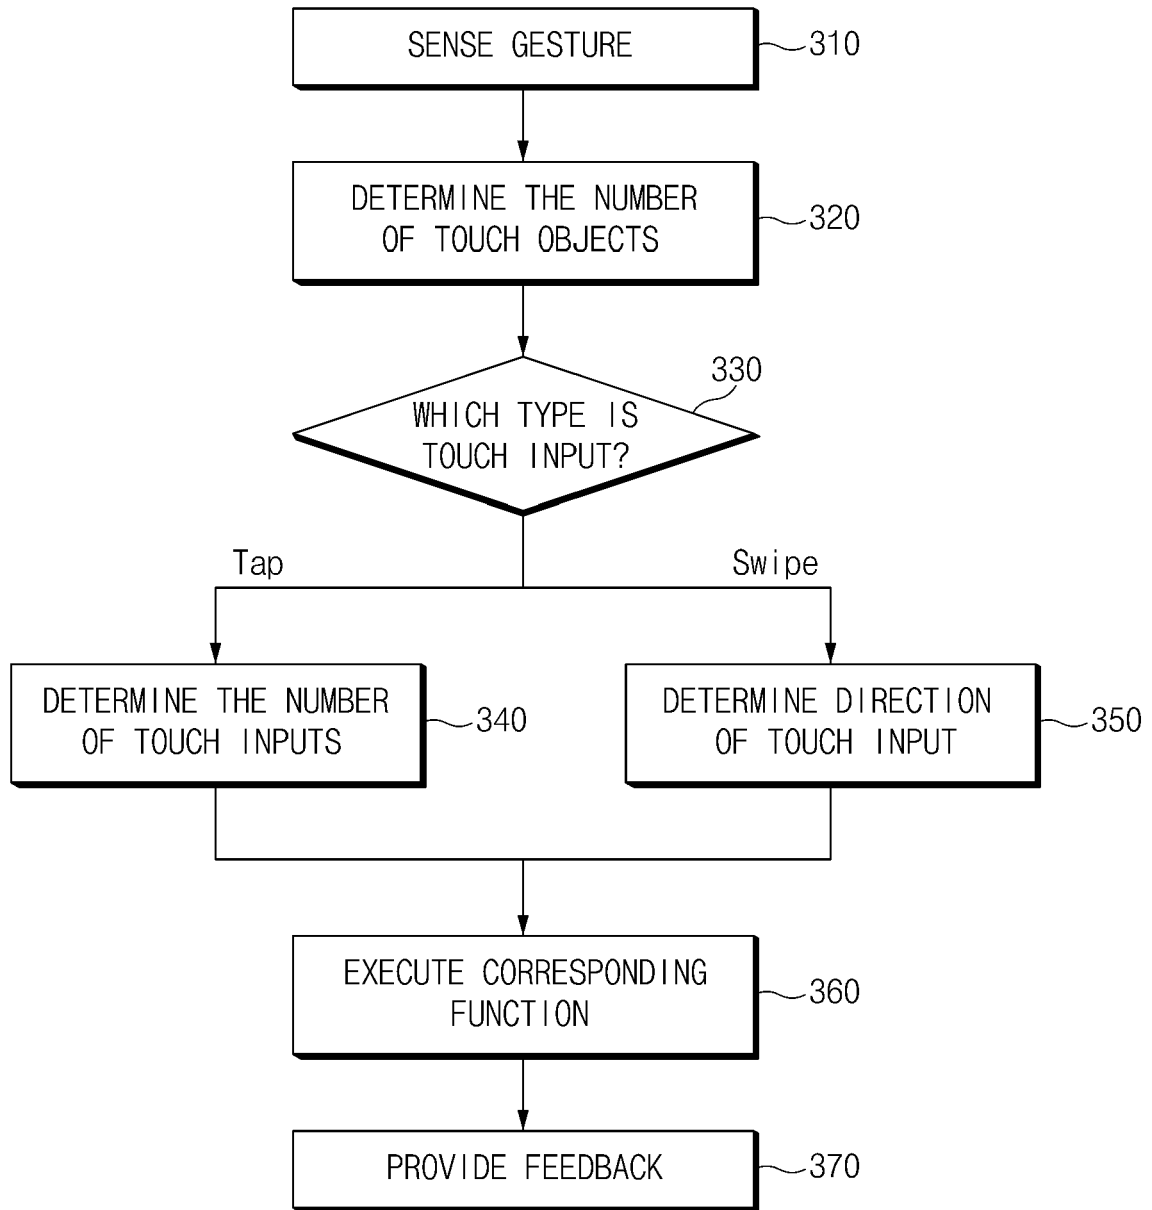 SENSE GESTURE
310
DETERMINE THE NUMBER
OF TOUCH OBJECTS
320
330
WHICH TYPE IS
TOUCH INPUT?
Tap
Swipe
DETERMINE THE NUMBER
OF TOUCH INPUTS
340
DETERMINE DIRECTION
OF TOUCH INPUT
350
EXECUTE CORRESPONDING
FUNCTION
360
PROVIDE FEEDBACK
370